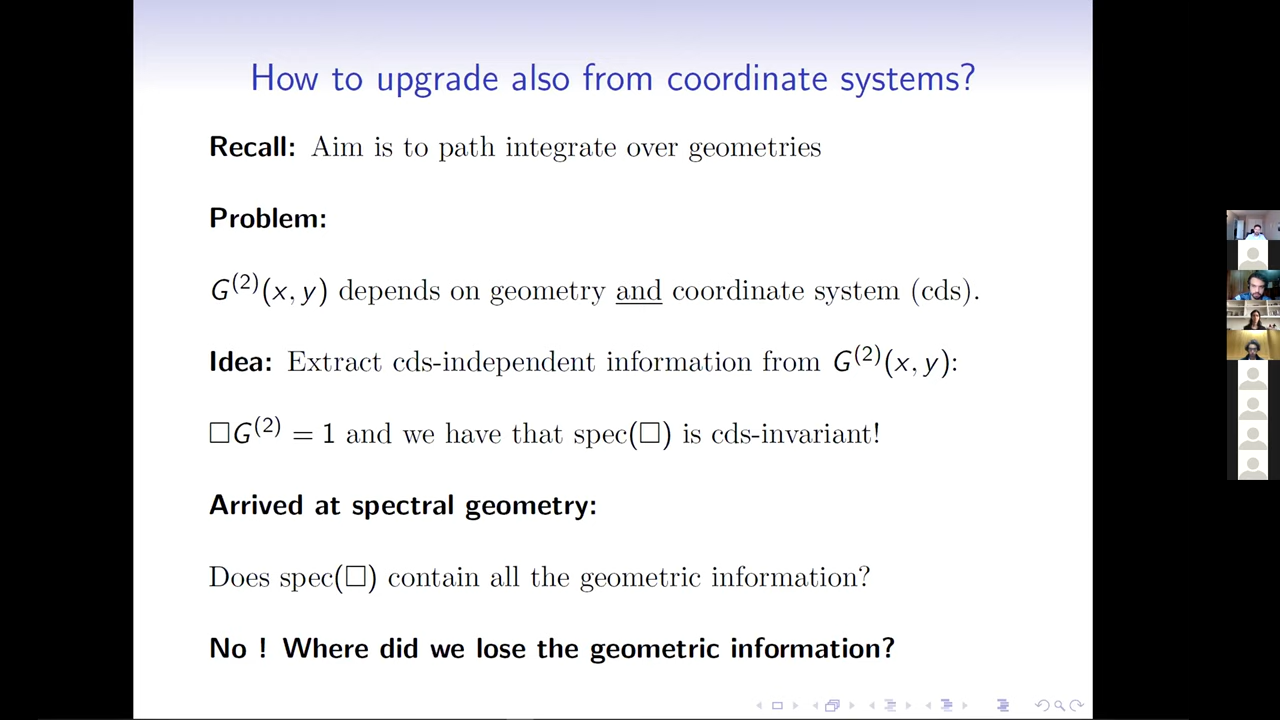 How to upgrade also from coordinate systems?
Recall: Aim is to path integrate over geometries
Problem:
G⁽²⁾(x, y) depends on geometry and coordinate system (cds).
Idea: Extract cds-independent information from G⁽²⁾(x, y):
□G⁽²⁾ = 1 and we have that spec(□) is cds-invariant!
Arrived at spectral geometry:
Does spec(□) contain all the geometric information?
No ! Where did we lose the geometric information?